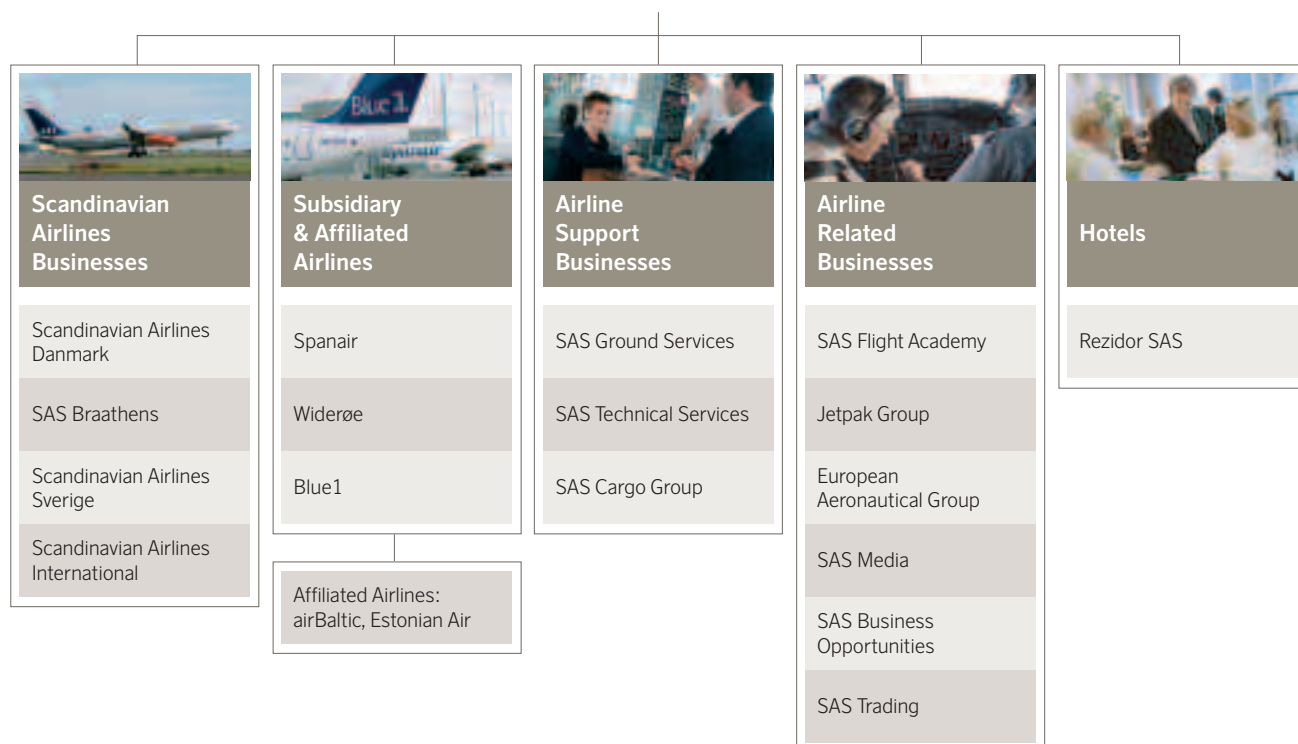 Blue1
Scandinavian
Airlines
Businesses
Scandinavian Airlines
Danmark
SAS Braathens
Scandinavian Airlines
Sverige
Scandinavian Airlines
International
Subsidiary
& Affiliated
Airlines
Spanair
Widerøe
Blue1
Affiliated Airlines:
airBaltic, Estonian Air
Airline
Support
Businesses
SAS Ground Services
SAS Technical Services
SAS Cargo Group
Airline
Related
Businesses
SAS Flight Academy
Jetpak Group
European
Aeronautical Group
SAS Media
SAS Business
Opportunities
SAS Trading
Hotels
Rezidor SAS